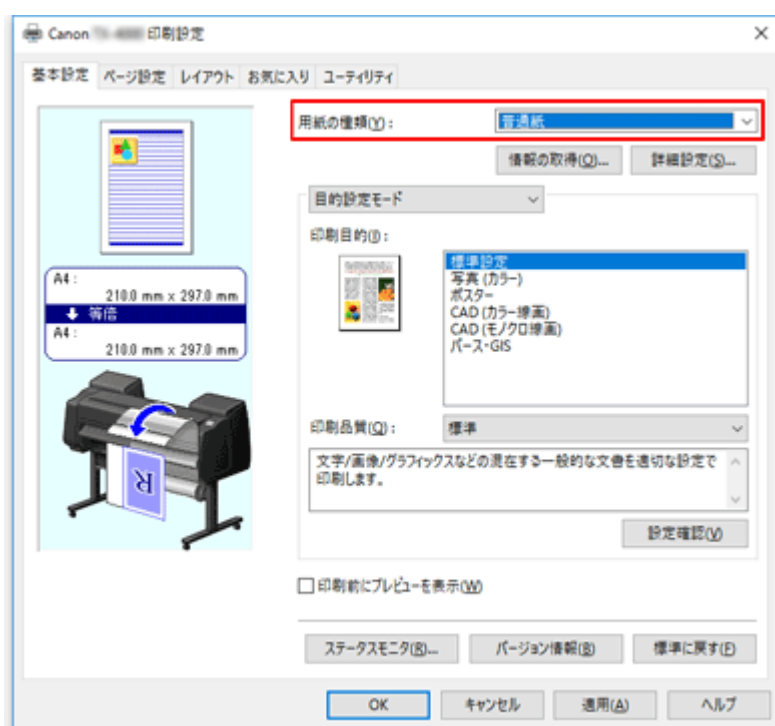 Canon 印刷設定
基本設定 ページ設定 レイアウト お気に入り ユーティリティ
用紙の種類(Y): 普通紙
情報の取得(O)... 詳細設定(S)...
目的設定モード
印刷目的(I):
標準設定
写真 (カラー)
ポスター
CAD (カラー線画)
CAD (モノクロ線画)
パース・GIS
A4 :
210.0 mm x 297.0 mm
等倍
A4 :
210.0 mm x 297.0 mm
R
印刷品質(Q): 標準
文字/画像/グラフィックスなどの混在する一般的な文書を適切な設定で
印刷します。
設定確認(V)
印刷前にプレビューを表示(W)
ステータスモニタ(R)... バージョン情報(B) 標準に戻す(F)
OK キャンセル 適用(A) ヘルプ